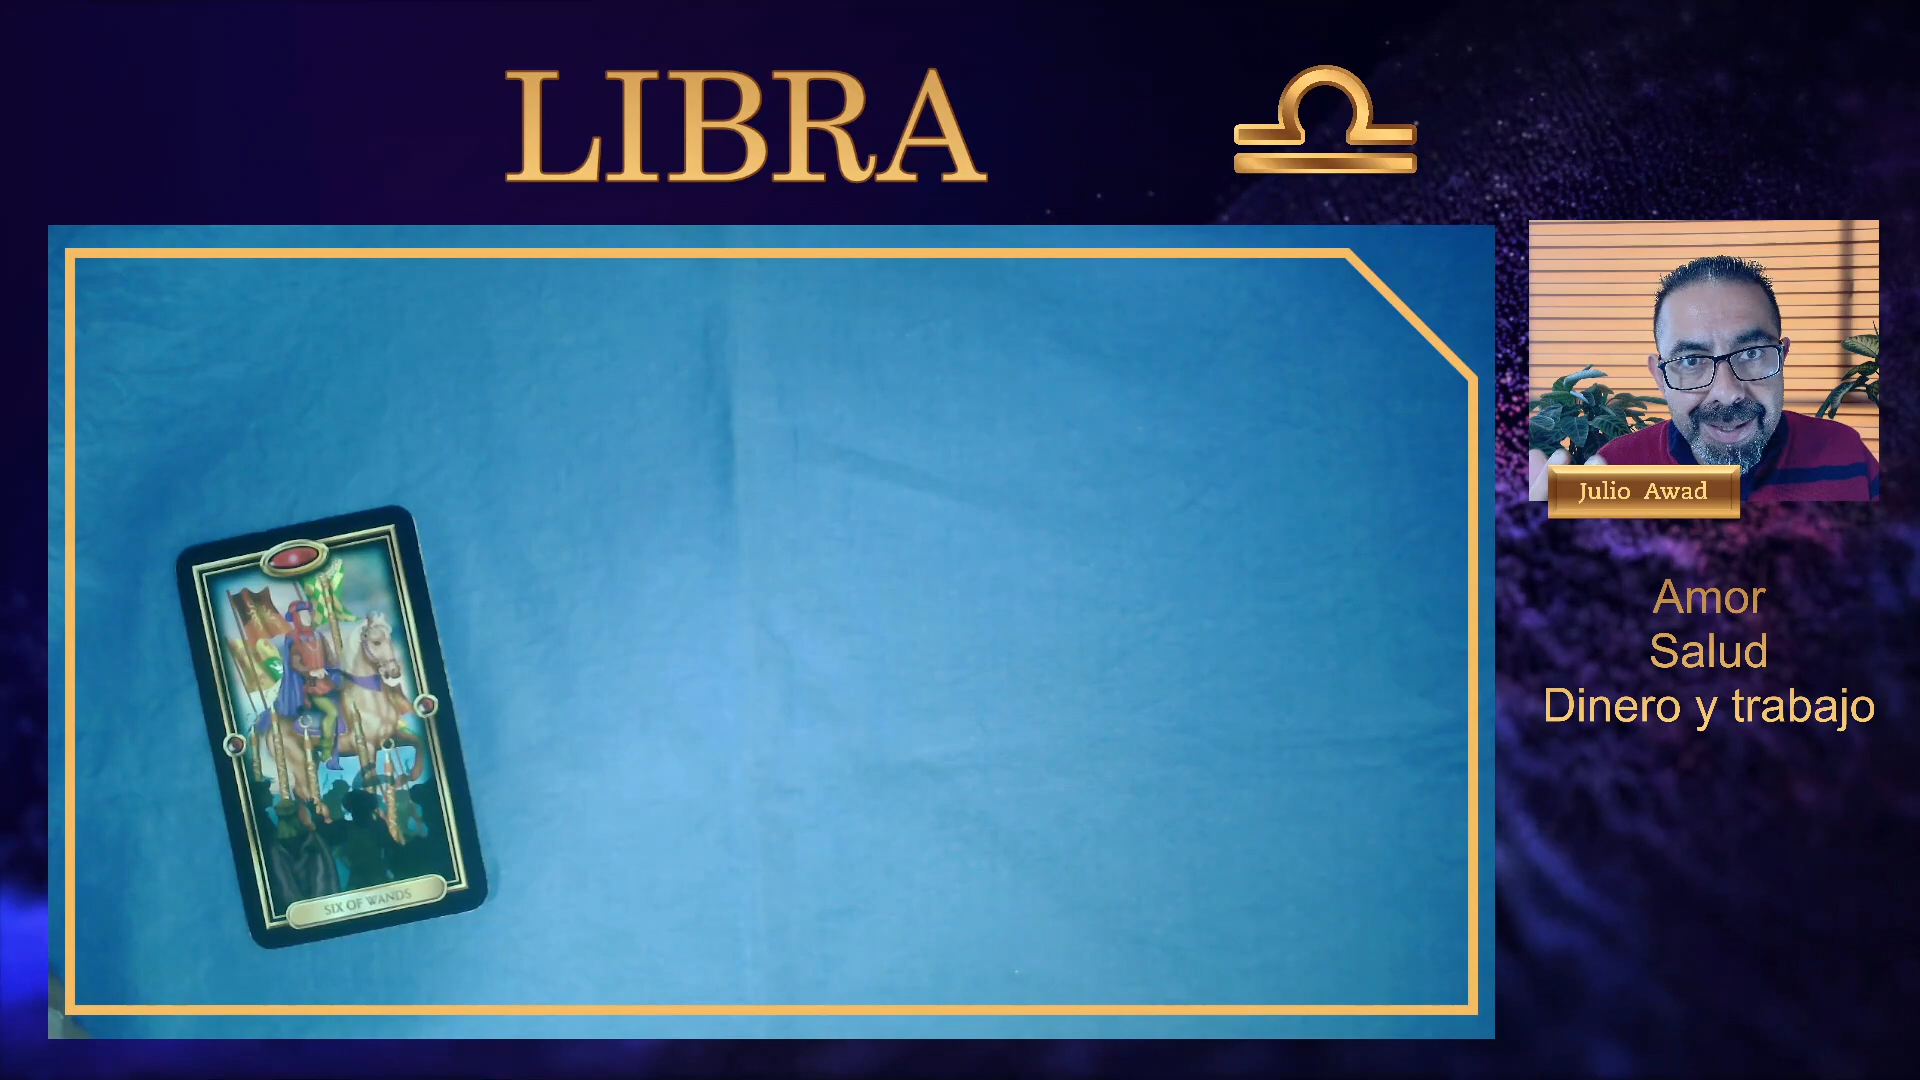 LIBRA
Julio Awad
Amor
Salud
Dinero y trabajo
SIX OF WANDS